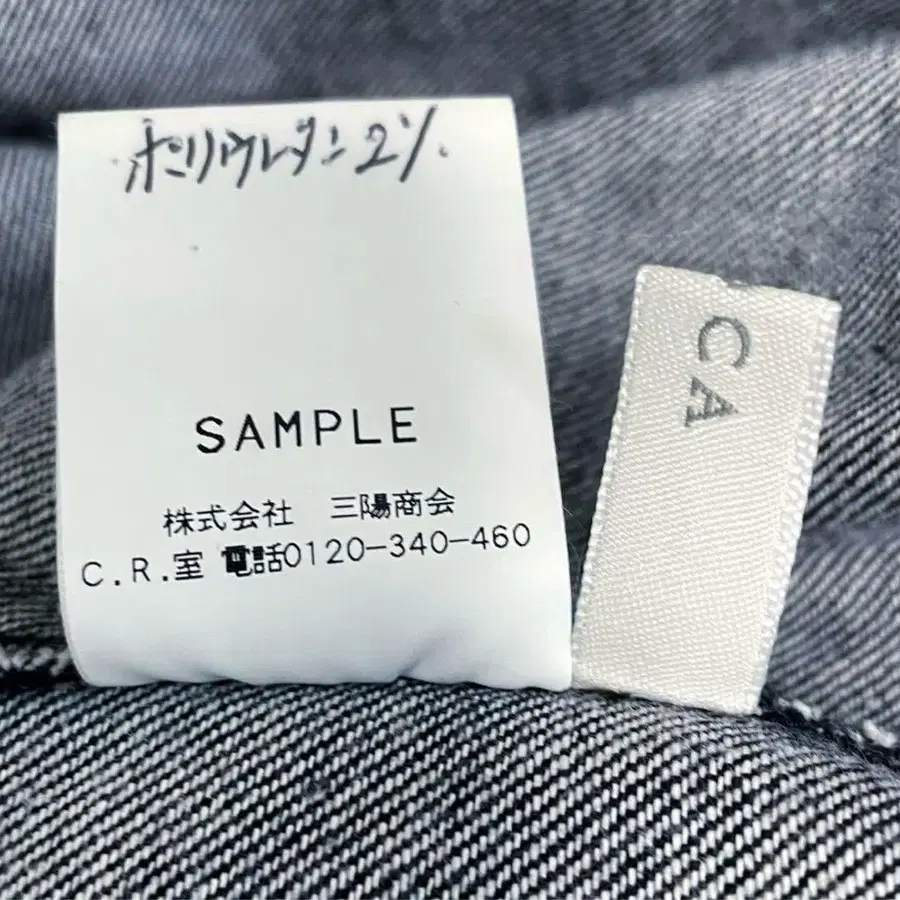 ポリウレタン2%
SAMPLE
株式会社 三陽商会
C.R.室 電話0120-340-460
CA